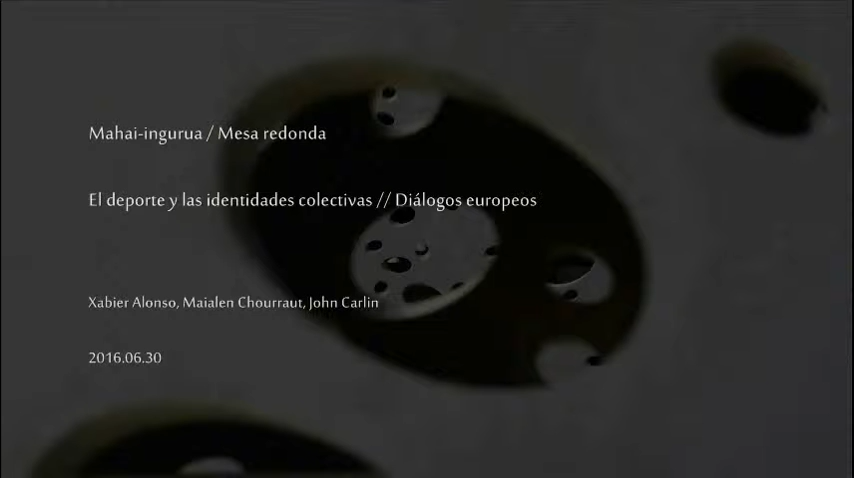 Mahai-ingurua / Mesa redonda
El deporte y las identidades colectivas // Diálogos europeos
Xabier Alonso, Maialen Chourraut, John Carlin
2016.06.30